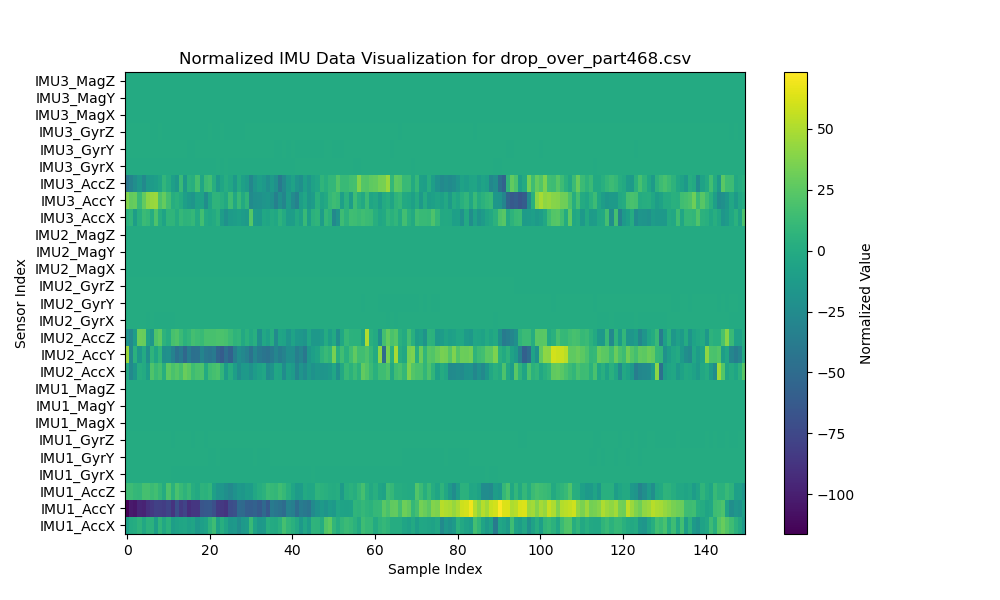 Normalized IMU Data Visualization for drop_over_part468.csv
IMU3_MagZ
IMU3_MagY
IMU3_MagX
IMU3_GyrZ
IMU3_GyrY
IMU3_GyrX
IMU3_AccZ
IMU3_AccY
IMU3_AccX
IMU2_MagZ
IMU2_MagY
IMU2_MagX
IMU2_GyrZ
IMU2_GyrY
IMU2_GyrX
IMU2_AccZ
IMU2_AccY
IMU2_AccX
IMU1_MagZ
IMU1_MagY
IMU1_MagX
IMU1_GyrZ
IMU1_GyrY
IMU1_GyrX
IMU1_AccZ
IMU1_AccY
IMU1_AccX
Sensor Index
0 20 40 60 80 100 120 140
Sample Index
50
25
0
−25
−50
−75
−100
Normalized Value